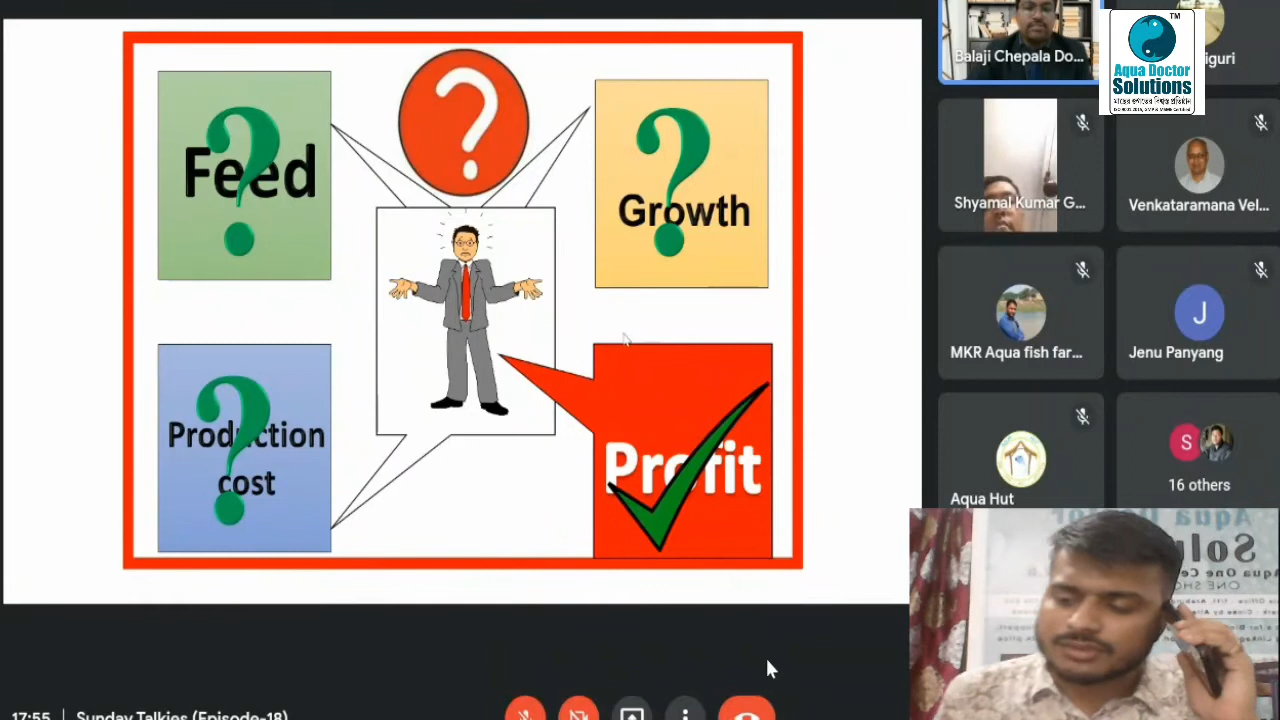 Feed
Growth
Production
cost
Profit
?
?
?
?
Balaji Chepala Do...
iguri
TM
Aqua Doctor
Solutions
Shyamal Kumar G...
Venkataramana Vel...
MKR Aqua fish far...
J
Jenu Panyang
Aqua Hut
S
16 others
17:55 | Sunday Talkies (Episode-18)